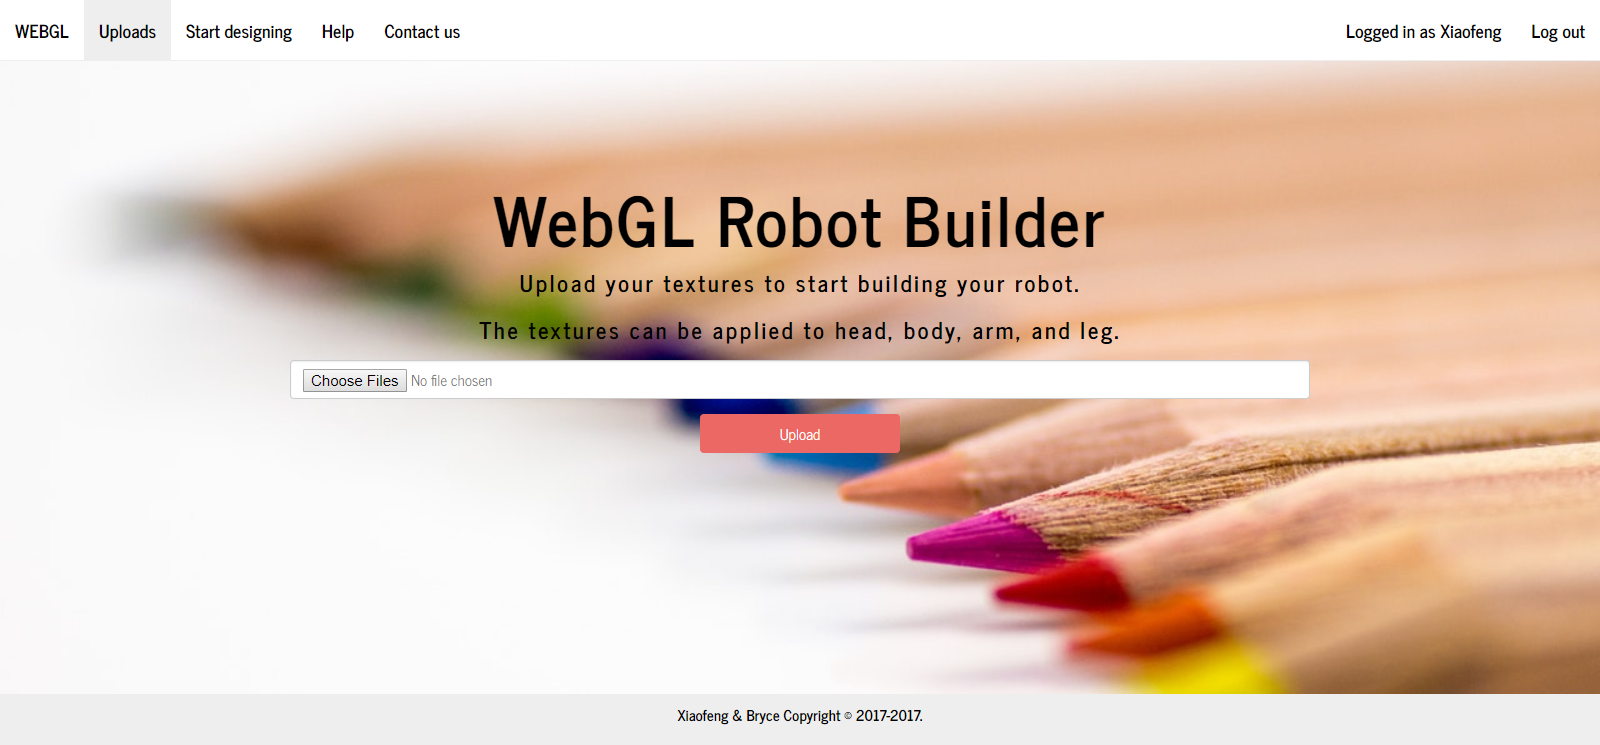 WEBGL Uploads Start designing Help Contact us Logged in as Xiaofeng Log out
WebGL Robot Builder
Upload your textures to start building your robot.
The textures can be applied to head, body, arm, and leg.
Choose Files No file chosen
Upload
Xiaofeng & Bryce Copyright © 2017-2017.